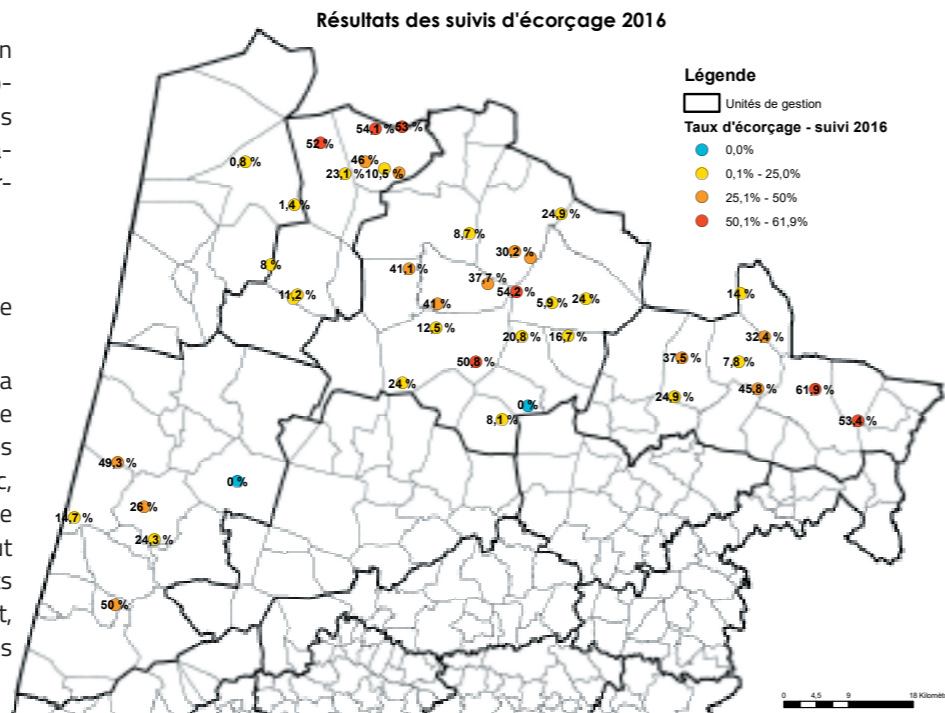 Résultats des suivis d'écorçage 2016
Légende
Unités de gestion
Taux d'écorçage - suivi 2016
0,0%
0,1% - 25,0%
25,1% - 50%
50,1% - 61,9%
54,1 % 53 %
52 %
0,8 %
46 %
23,1 % 10,5 %
1,4 %
24,9 %
8,7 %
30,2 %
8 %
41,1 %
37,7 %
11,2 %
54,2 %
5,9 %
24 %
14 %
41 %
12,5 %
20,8 %
16,7 %
32,4 %
50,8 %
37,5 %
7,8 %
24 %
24,9 %
45,8 %
61,9 %
0 %
8,1 %
53,4 %
49,3 %
0 %
26 %
14,7 %
24,3 %
50 %
0 4,5 9 18 Kilomèt
n
s
e
a
e
s
c,
e
ut
ts
t,
s